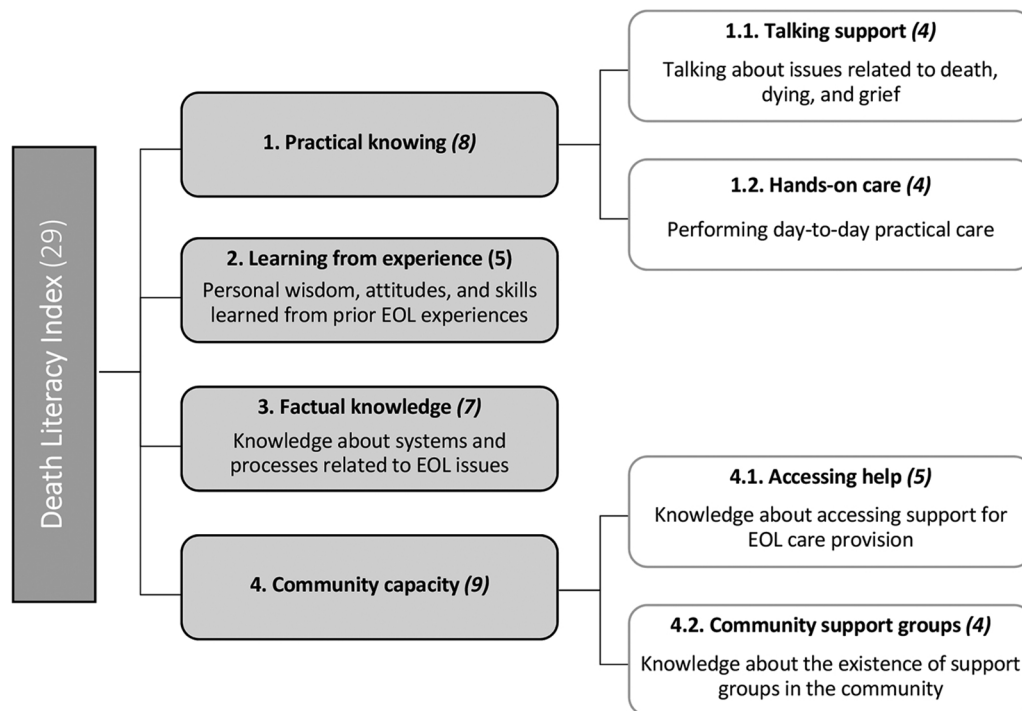 Death Literacy Index (29)
1. Practical knowing (8)
1.1. Talking support (4)
Talking about issues related to death,
dying, and grief
1.2. Hands-on care (4)
Performing day-to-day practical care
2. Learning from experience (5)
Personal wisdom, attitudes, and skills
learned from prior EOL experiences
3. Factual knowledge (7)
Knowledge about systems and
processes related to EOL issues
4. Community capacity (9)
4.1. Accessing help (5)
Knowledge about accessing support for
EOL care provision
4.2. Community support groups (4)
Knowledge about the existence of support
groups in the community